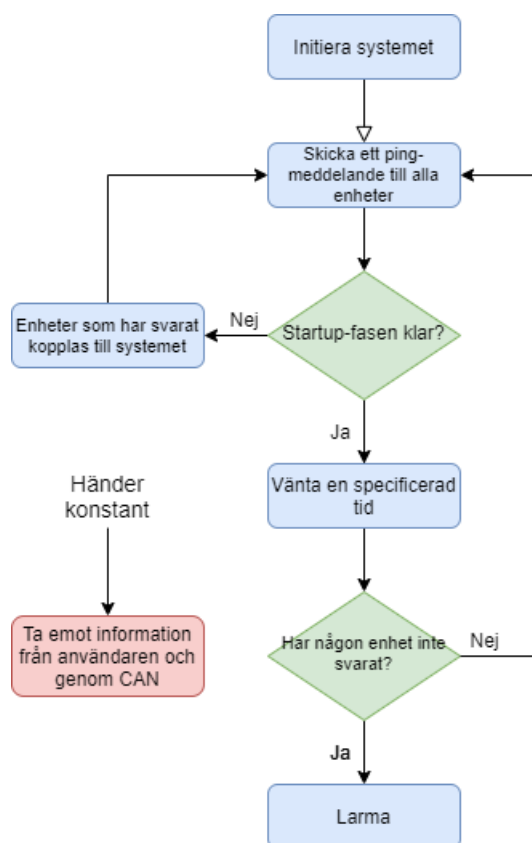 Initiera systemet
Skicka ett ping-
meddelande till alla
enheter
Enheter som har svarat
kopplas till systemet
Nej
Startup-fasen klar?
Ja
Vänta en specificerad
tid
Händer
konstant
Ta emot information
från användaren och
genom CAN
Har någon enhet inte
svarat?
Nej
Ja
Larma